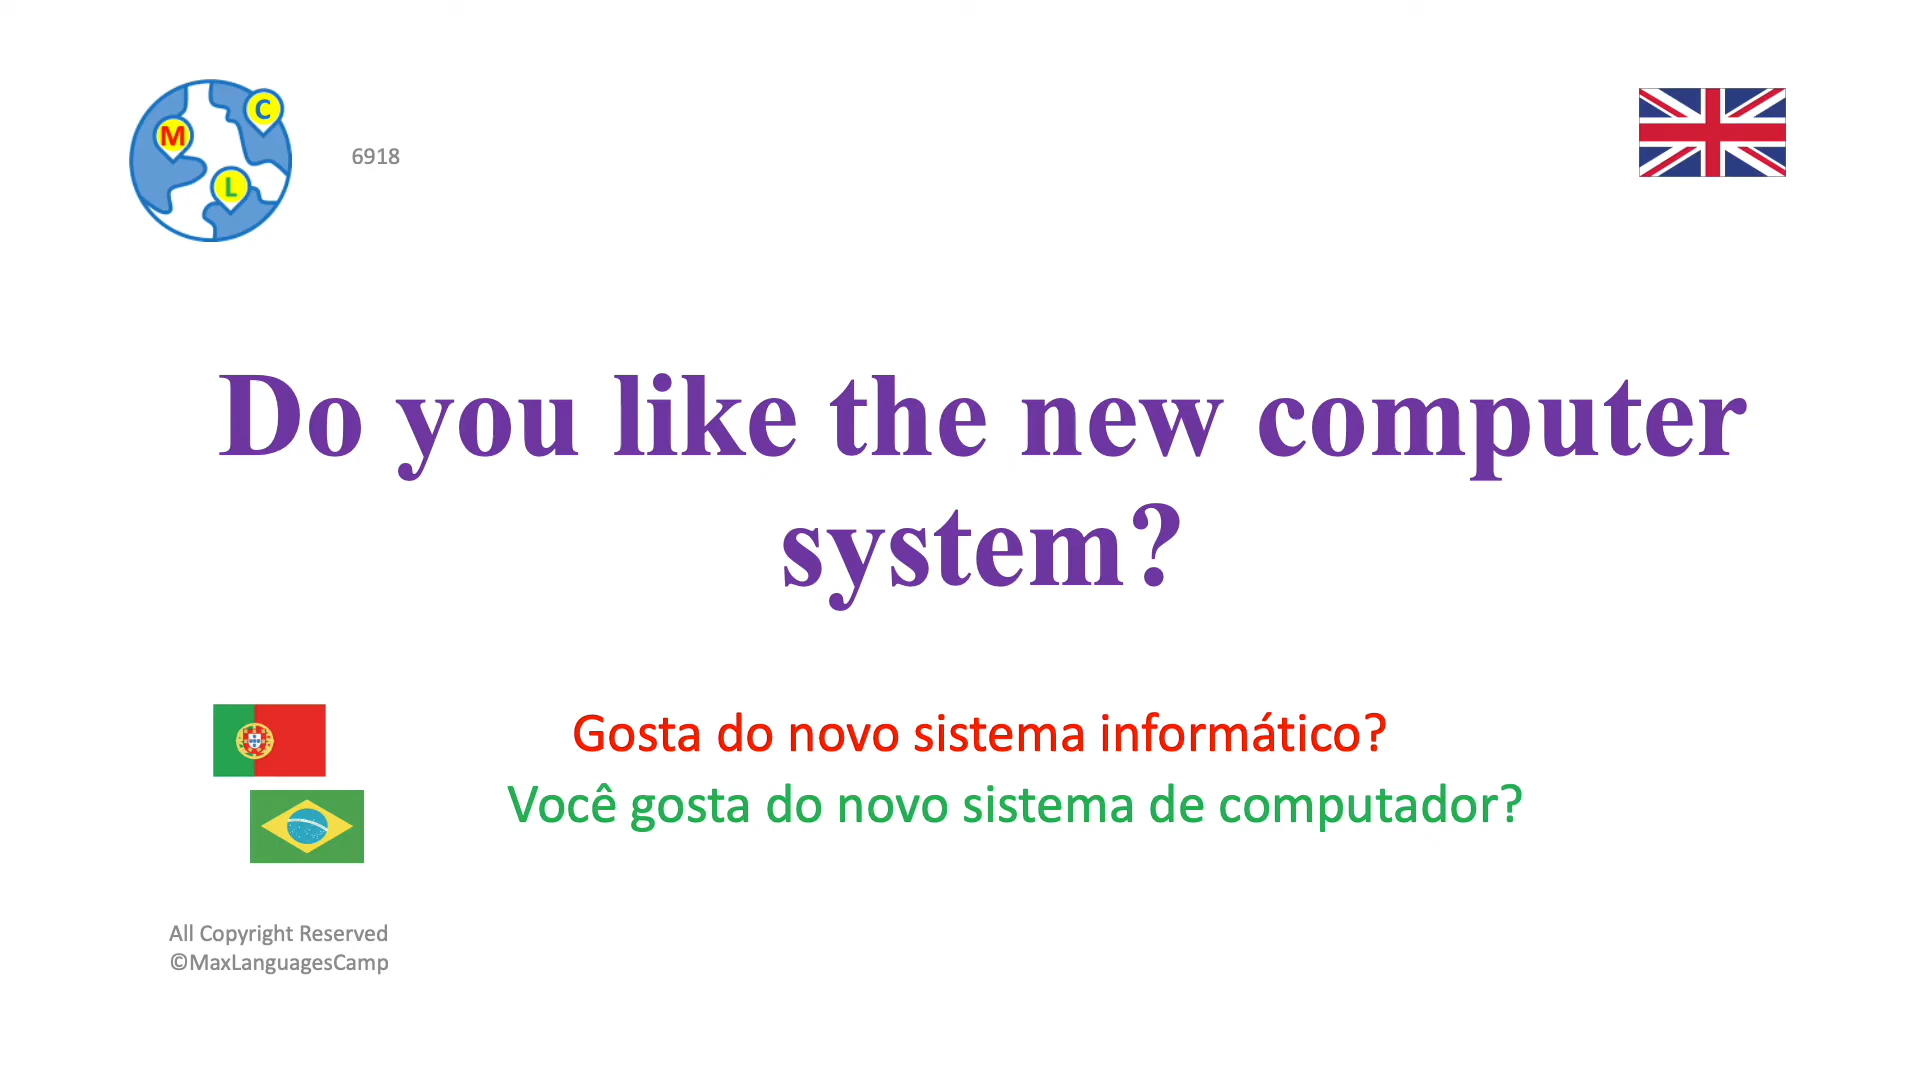 C
M
L
6918
Do you like the new computer
system?
Gosta do novo sistema informático?
Você gosta do novo sistema de computador?
All Copyright Reserved
©MaxLanguagesCamp